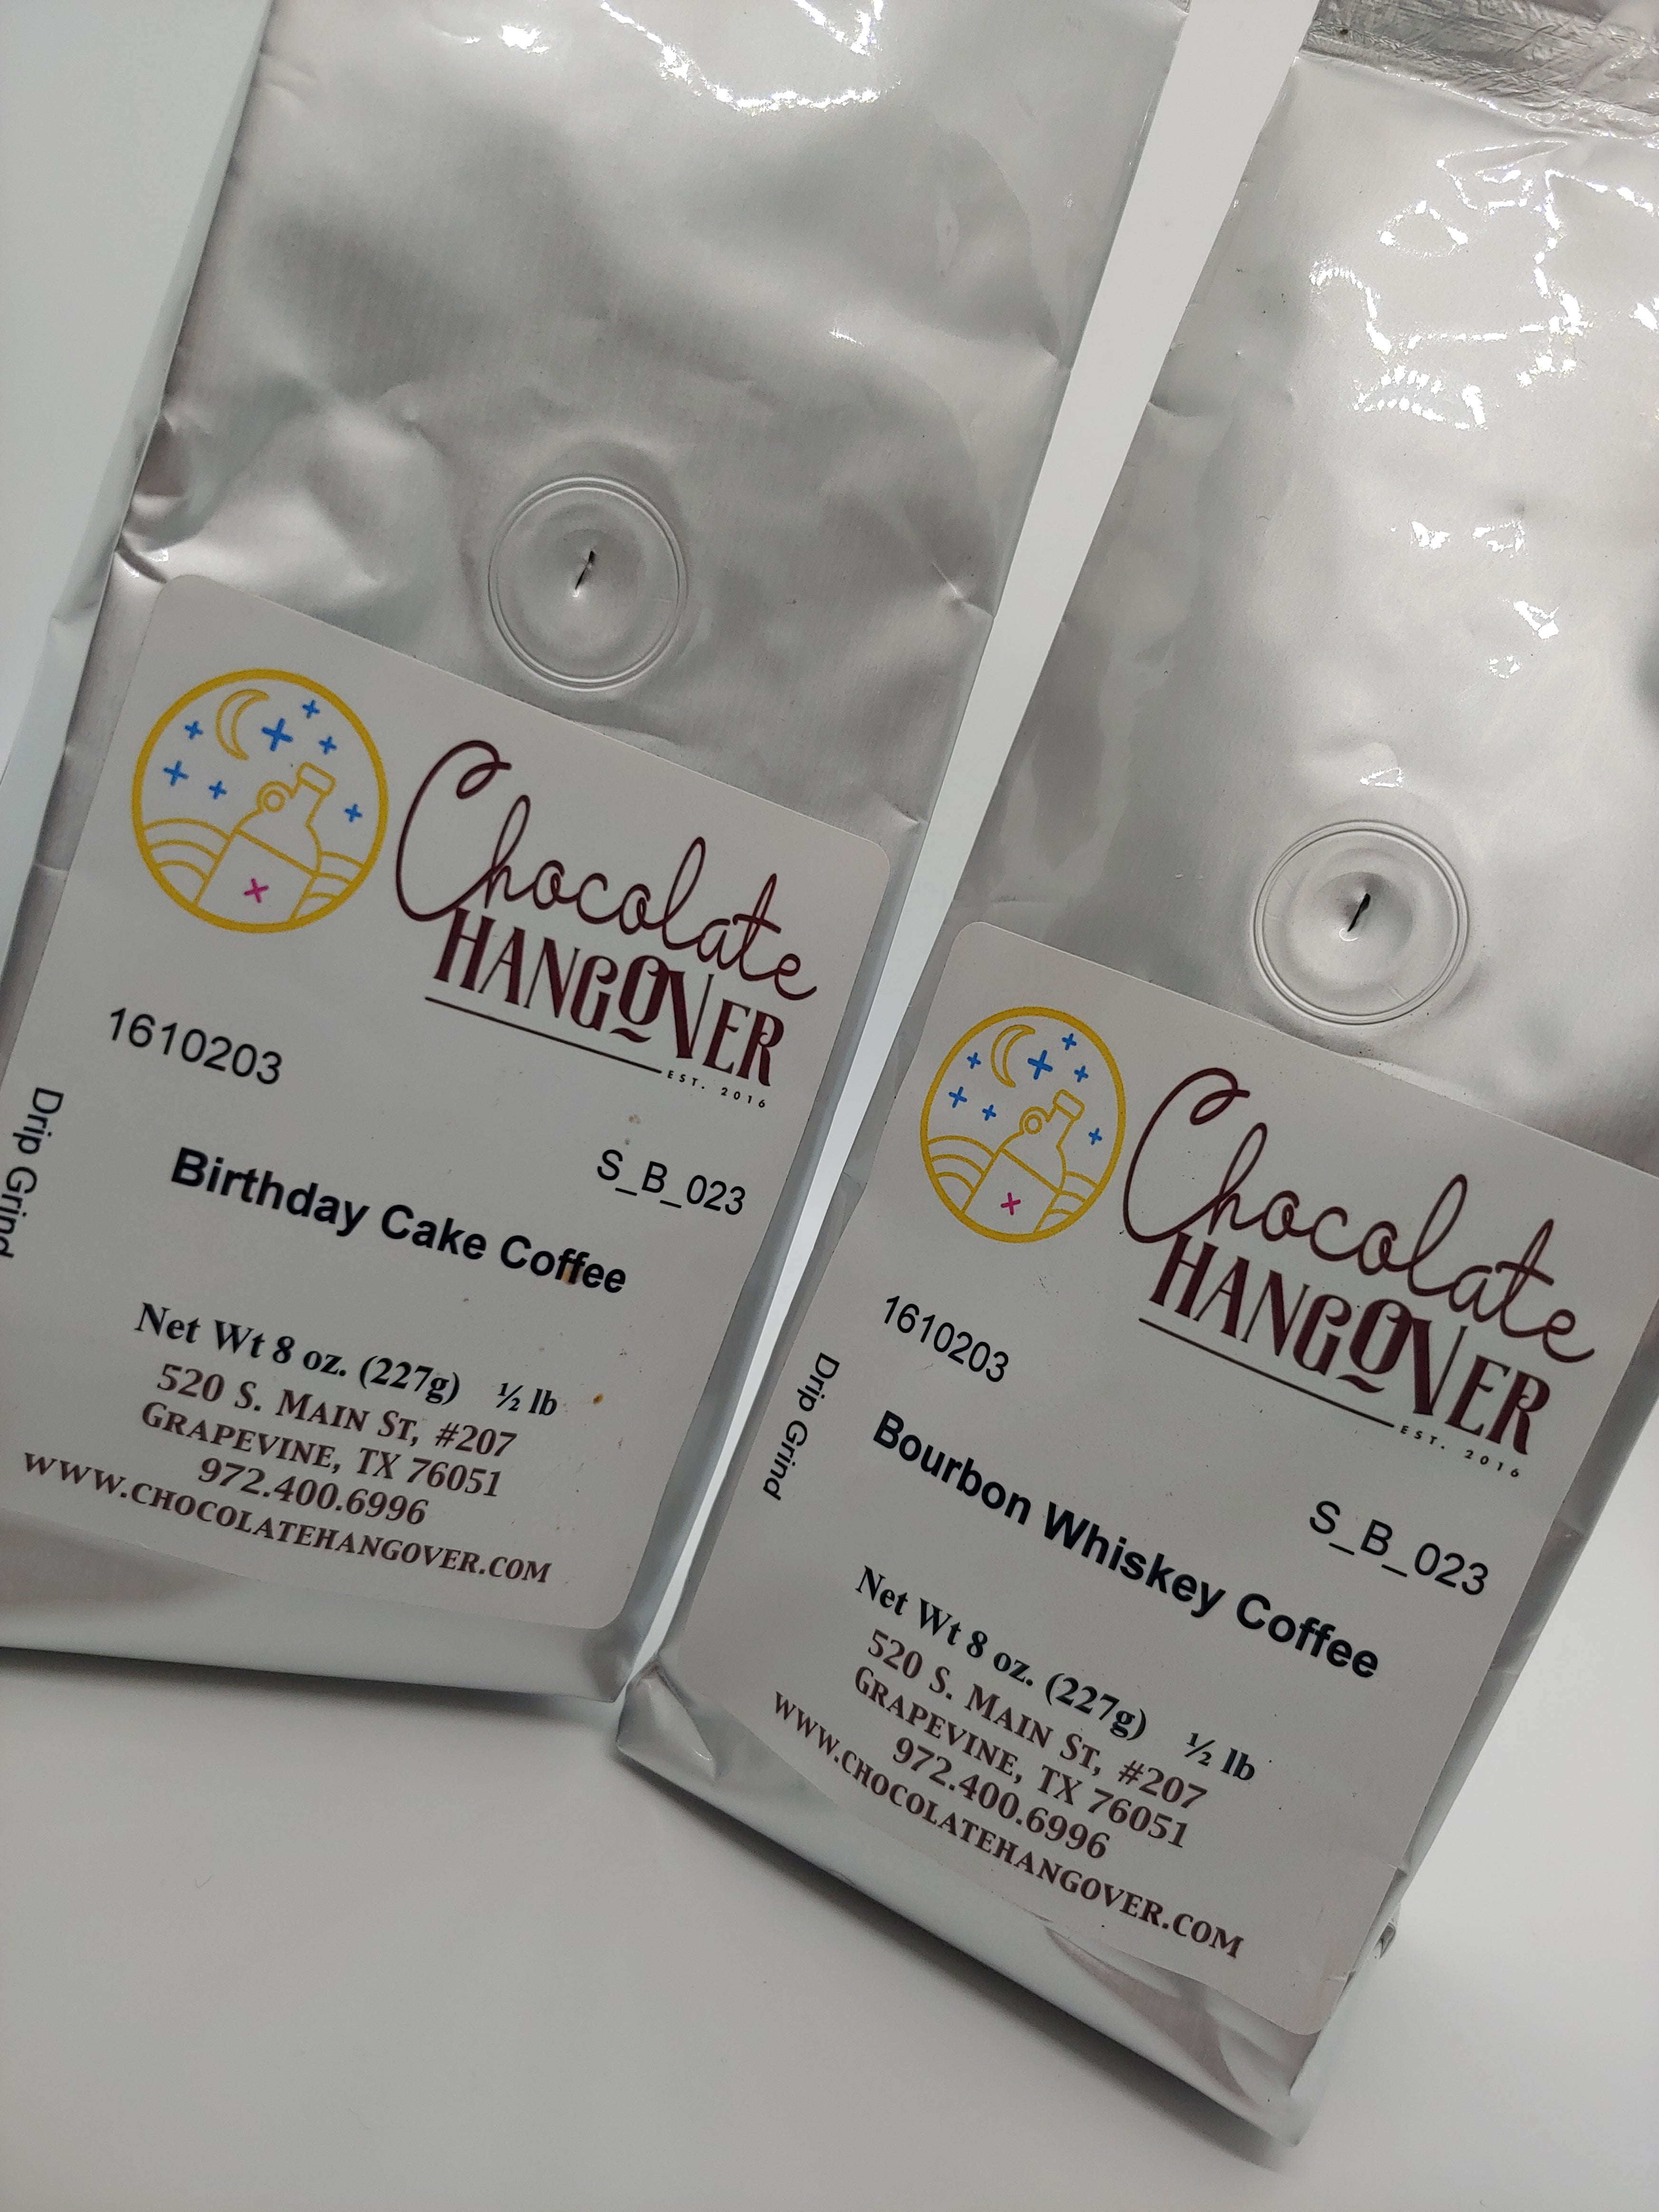 Chocolate
HANGOVER
EST. 2016
1610203
S_B_023
Drip Grind
Birthday Cake Coffee
Net Wt 8 oz. (227g) ½ lb
520 S. MAIN ST, #207
GRAPEVINE, TX 76051
972.400.6996
WWW.CHOCOLATEHANGOVER.COM
Chocolate
HANGOVER
EST. 2016
1610203
S_B_023
Drip Grind
Bourbon Whiskey Coffee
Net Wt 8 oz. (227g) ½ lb
520 S. MAIN ST, #207
GRAPEVINE, TX 76051
972.400.6996
WWW.CHOCOLATEHANGOVER.COM